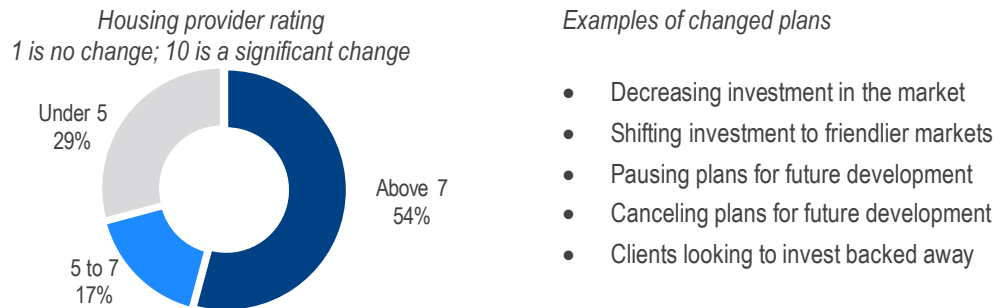 Housing provider rating
1 is no change; 10 is a significant change
Under 5
29%
Above 7
54%
5 to 7
17%
Examples of changed plans
• Decreasing investment in the market
• Shifting investment to friendlier markets
• Pausing plans for future development
• Canceling plans for future development
• Clients looking to invest backed away